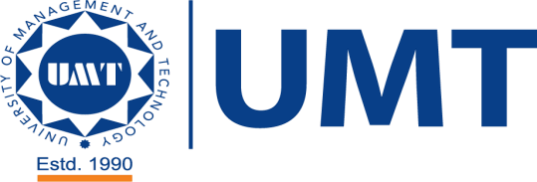 UNIVERSITY OF MANAGEMENT AND TECHNOLOGY
UMT
Estd. 1990
UMT